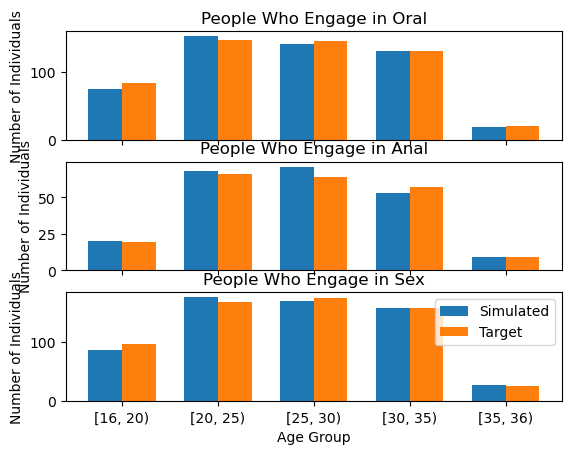 People Who Engage in Oral
Number of Individuals
100
0
People Who Engage in Anal
Number of Individuals
50
25
0
People Who Engage in Sex
Number of Individuals
100
0
Simulated
Target
[16, 20)
[20, 25)
[25, 30)
[30, 35)
[35, 36)
Age Group